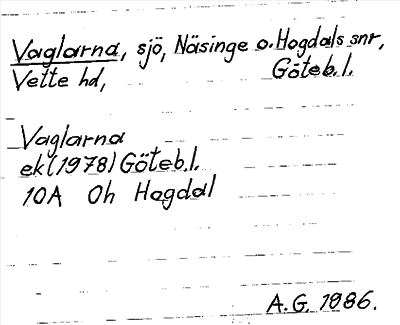 Vaglarna, sjö, Näsinge o. Hogdals snr,
Vette hd, Göteb.l.
Vaglarna
ek(1978) Göteb.l.
10A Oh Hogdal
A.G. 1986.